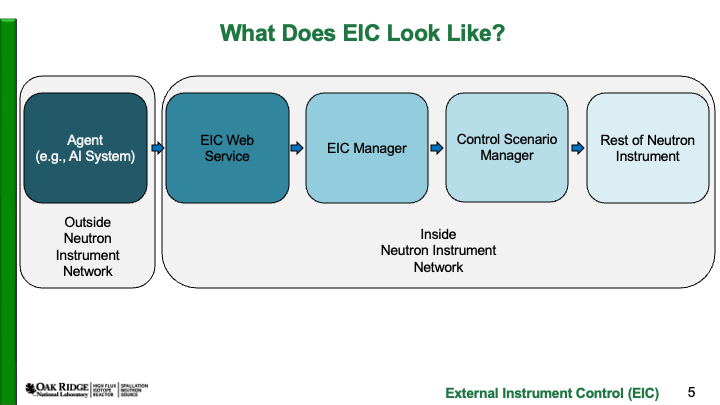 What Does EIC Look Like?
Agent
(e.g., AI System)
EIC Web
Service
EIC Manager
Control Scenario
Manager
Rest of Neutron
Instrument
Outside
Neutron
Instrument
Network
Inside
Neutron Instrument
Network
OAK RIDGE
National Laboratory
HIGH FLUX
ISOTOPE
REACTOR
SPALLATION
NEUTRON
SOURCE
External Instrument Control (EIC)
5